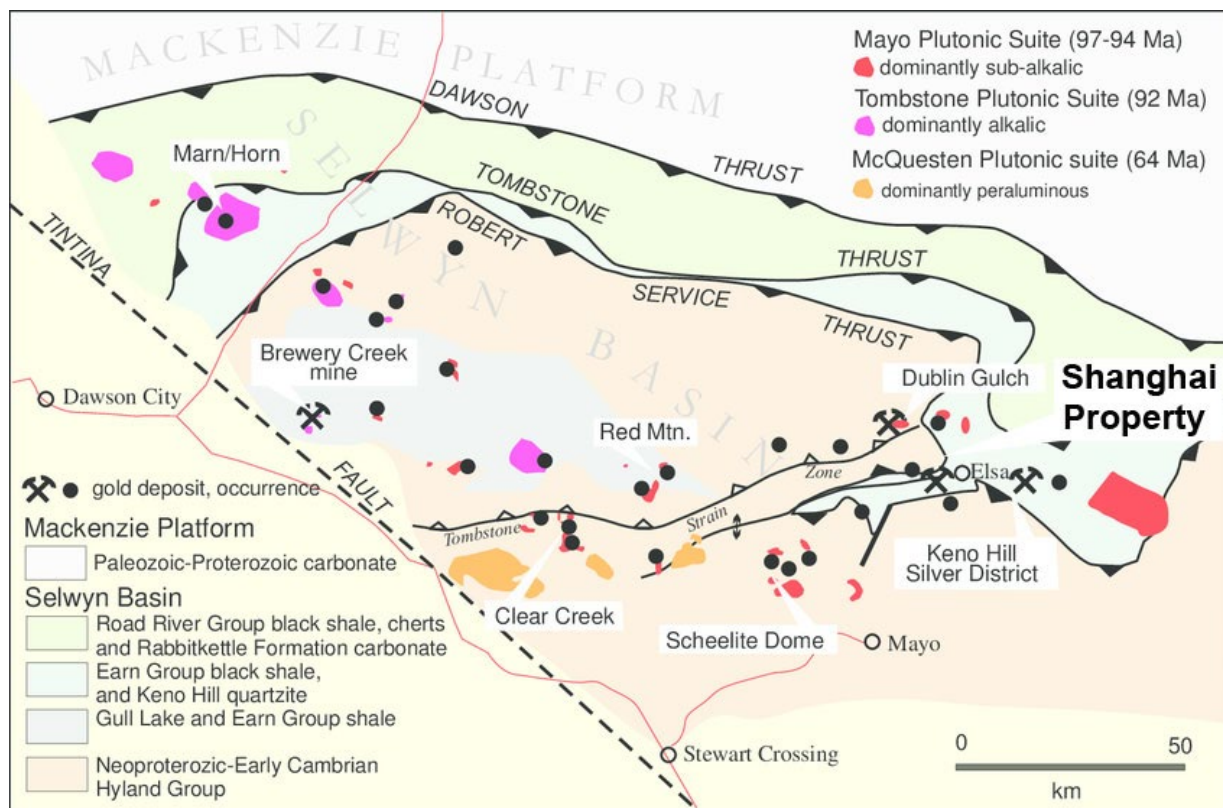 MACKENZIE PLATFORM
Mayo Plutonic Suite (97-94 Ma)
dominantly sub-alkalic
Tombstone Plutonic Suite (92 Ma)
dominantly alkalic
McQuesten Plutonic suite (64 Ma)
dominantly peraluminous
DAWSON
THRUST
SELWYN BASIN
Marn/Horn
TOMBSTONE
THRUST
ROBERT
SERVICE
THRUST
TINTINA
FAULT
Brewery Creek
mine
Dawson City
Dublin Gulch
Shanghai
Property
Red Mtn.
Zone
Elsa
Strain
Tombstone
Keno Hill
Silver District
Clear Creek
Scheelite Dome
Mayo
Stewart Crossing
gold deposit, occurrence
Mackenzie Platform
Paleozoic-Proterozoic carbonate
Selwyn Basin
Road River Group black shale, cherts
and Rabbitkettle Formation carbonate
Earn Group black shale,
and Keno Hill quartzite
Gull Lake and Earn Group shale
Neoproterozoic-Early Cambrian
Hyland Group
0 50
km